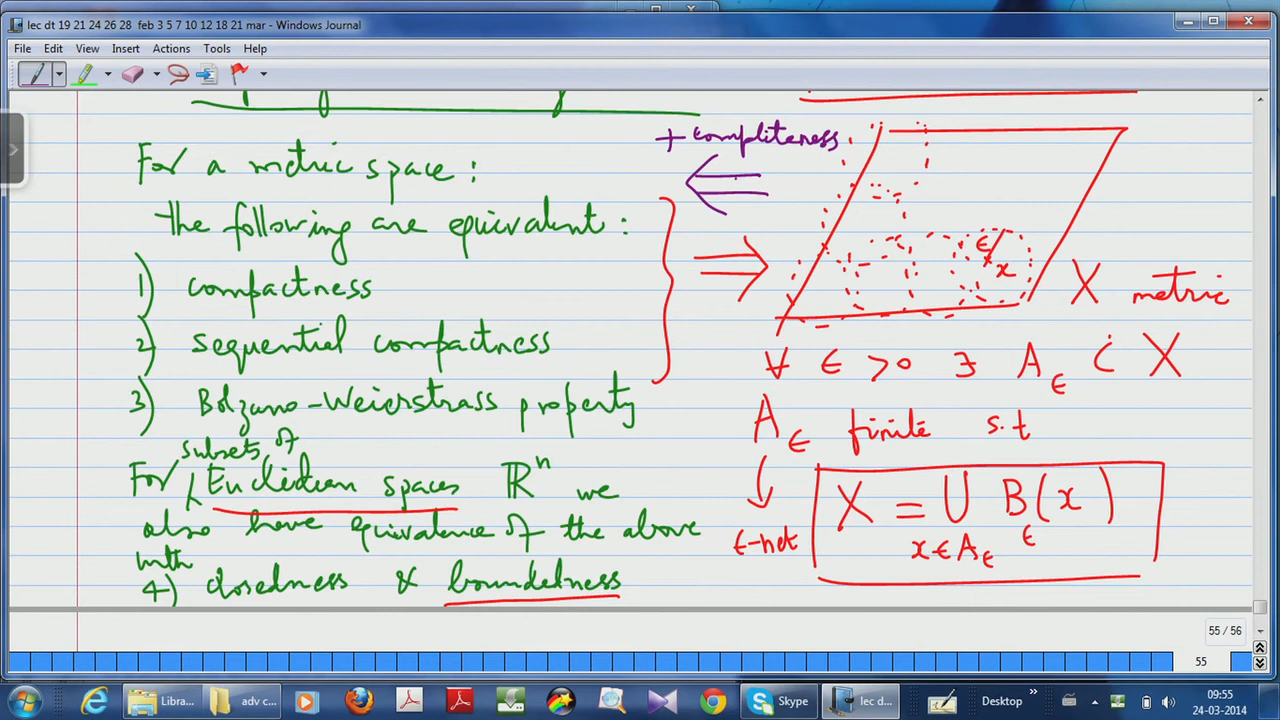 lec dt 19 21 24 26 28 feb 3 5 7 10 12 18 21 mar - Windows Journal
File Edit View Insert Actions Tools Help
For a metric space :
the following are equivalent :
1) compactness
2) sequential compactness
3) Bolzano-Weierstrass property
subsets of
For Euclidean spaces ℝⁿ we
also have equivalence of the above
with
4) closedness & boundedness
+ completeness
⇐
⇒
ε
x
X metric
∀ ε > 0 ∃ A_ε ⊂ X
A_ε finite s.t
ε-net
X = ∪ B_ε(x)
x ∈ A_ε
55 / 56
55
Libra...
adv c...
Skype
lec d...
Desktop
09:55
24-03-2014